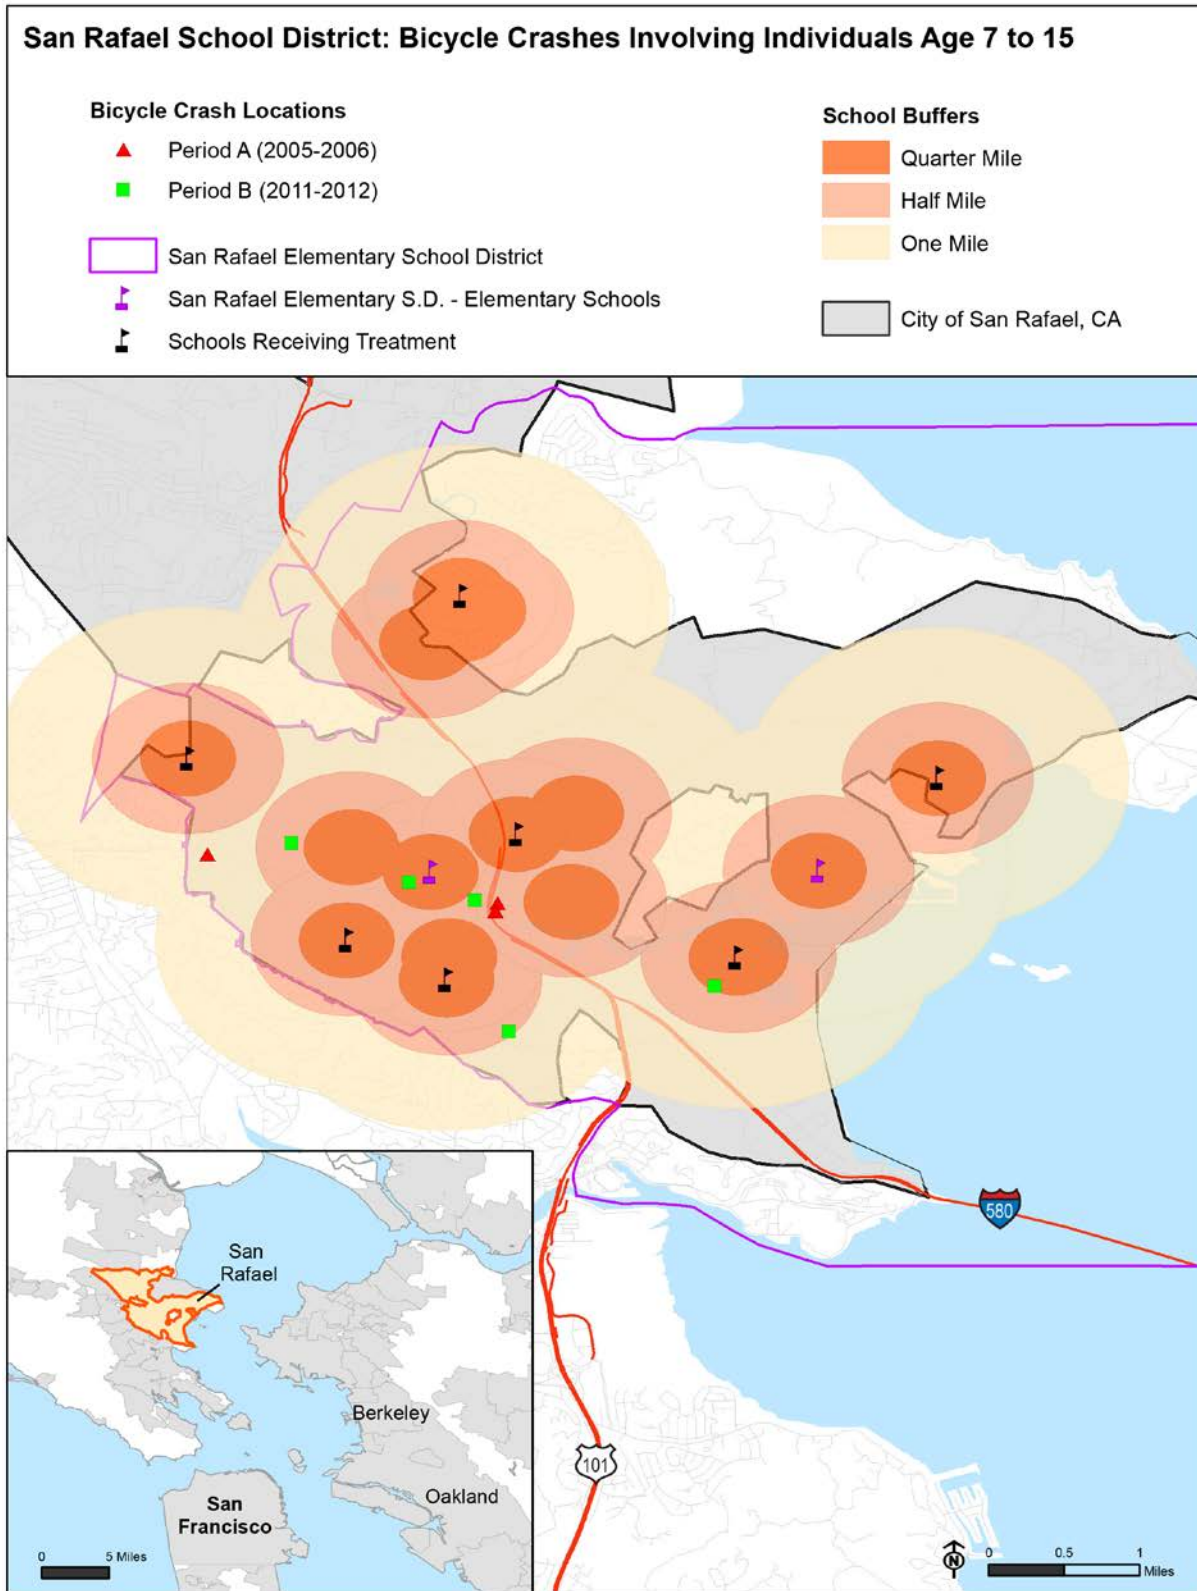 San Rafael School District: Bicycle Crashes Involving Individuals Age 7 to 15
Bicycle Crash Locations
Period A (2005-2006)
Period B (2011-2012)
San Rafael Elementary School District
San Rafael Elementary S.D. - Elementary Schools
Schools Receiving Treatment
School Buffers
Quarter Mile
Half Mile
One Mile
City of San Rafael, CA
580
101
San
Rafael
Berkeley
Oakland
San
Francisco
0 5 Miles
N
0 0.5 1
Miles